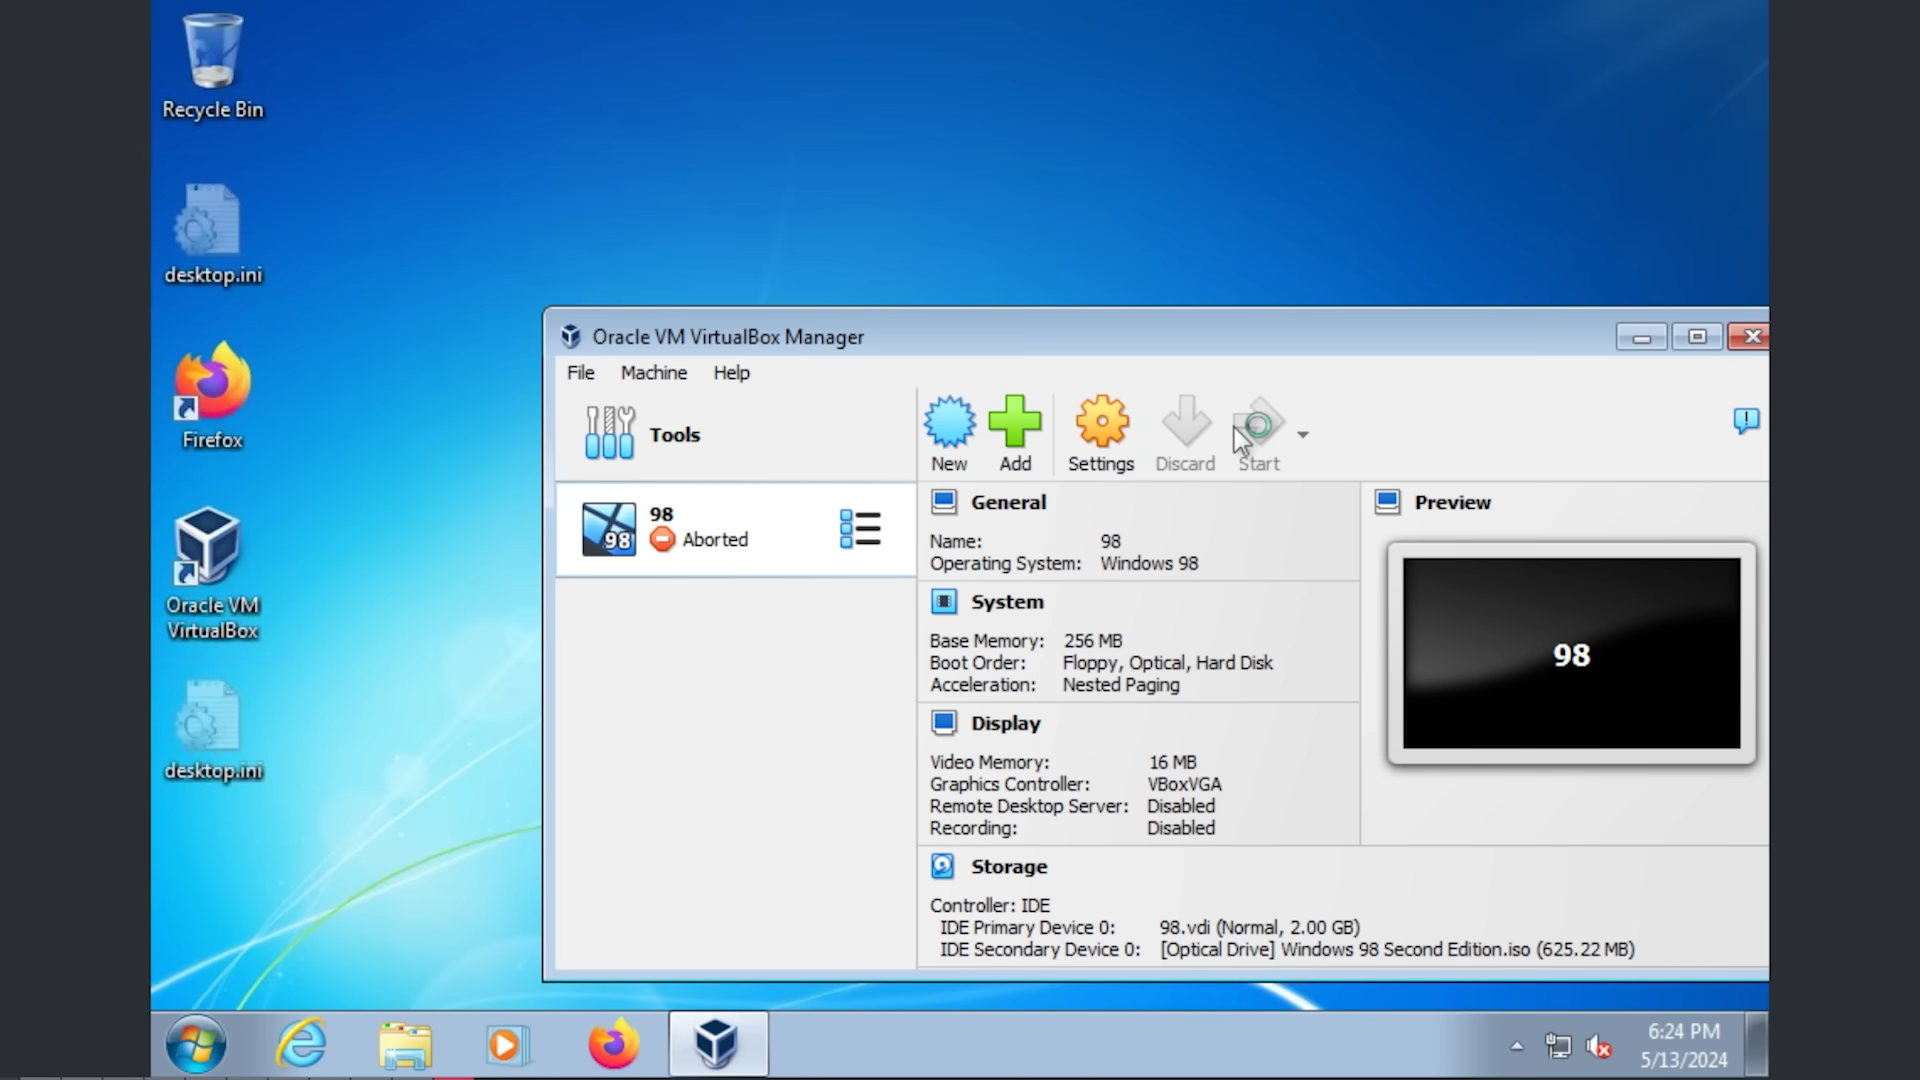 Recycle Bin
desktop.ini
Firefox
Oracle VM
VirtualBox
desktop.ini
Oracle VM VirtualBox Manager
File Machine Help
Tools
New Add Settings Discard Start
98
98
Aborted
General
Name: 98
Operating System: Windows 98
System
Base Memory: 256 MB
Boot Order: Floppy, Optical, Hard Disk
Acceleration: Nested Paging
Display
Video Memory: 16 MB
Graphics Controller: VBoxVGA
Remote Desktop Server: Disabled
Recording: Disabled
Storage
Controller: IDE
IDE Primary Device 0: 98.vdi (Normal, 2.00 GB)
IDE Secondary Device 0: [Optical Drive] Windows 98 Second Edition.iso (625.22 MB)
Preview
98
6:24 PM
5/13/2024